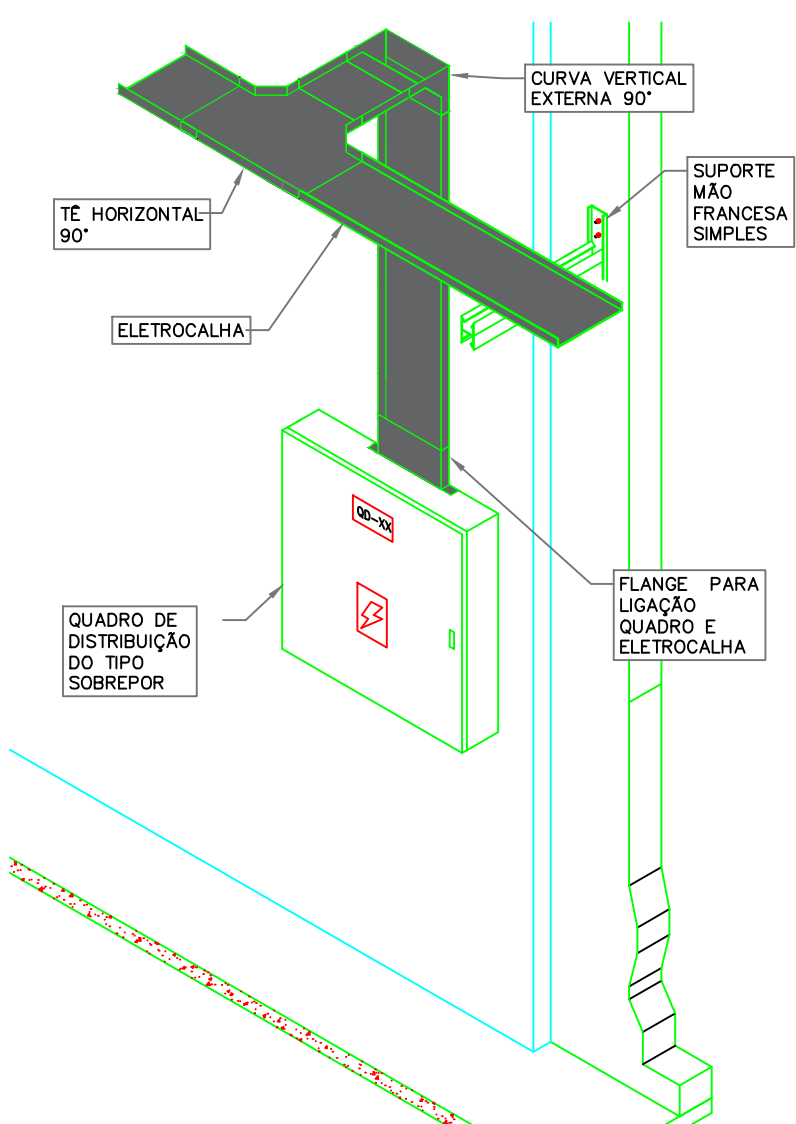 CURVA VERTICAL
EXTERNA 90°
SUPORTE
MÃO
FRANCESA
SIMPLES
TÊ HORIZONTAL
90°
ELETROCALHA
QD-XX
FLANGE PARA
LIGAÇÃO
QUADRO E
ELETROCALHA
QUADRO DE
DISTRIBUIÇÃO
DO TIPO
SOBREPOR